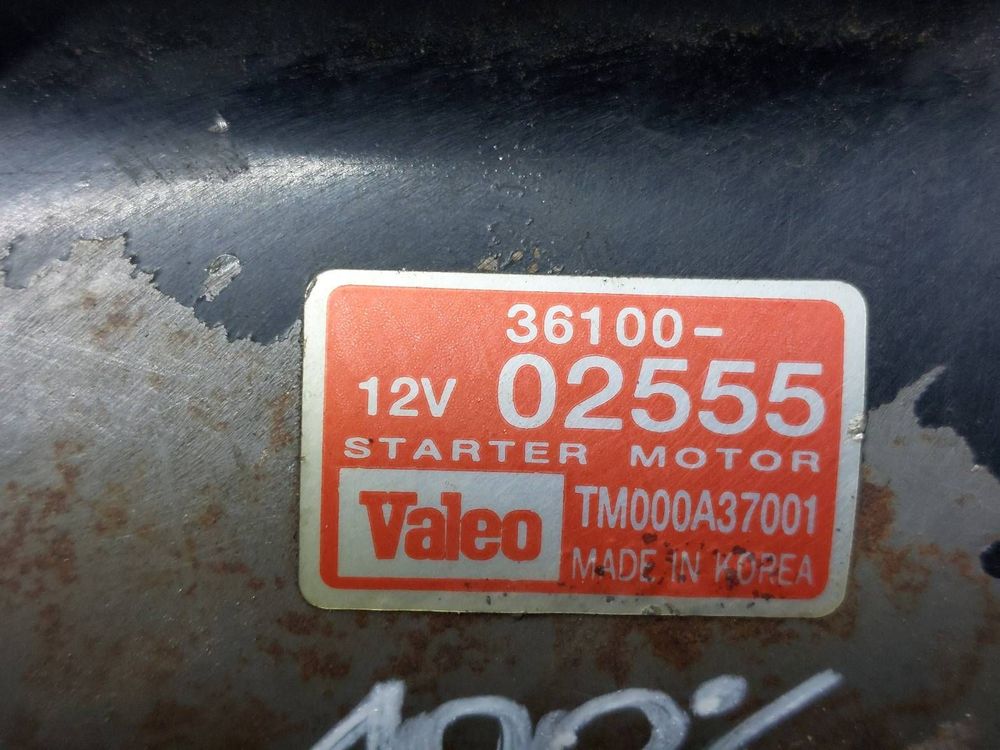 36100-
12V 02555
STARTER MOTOR
Valeo
TM000A37001
MADE IN KOREA